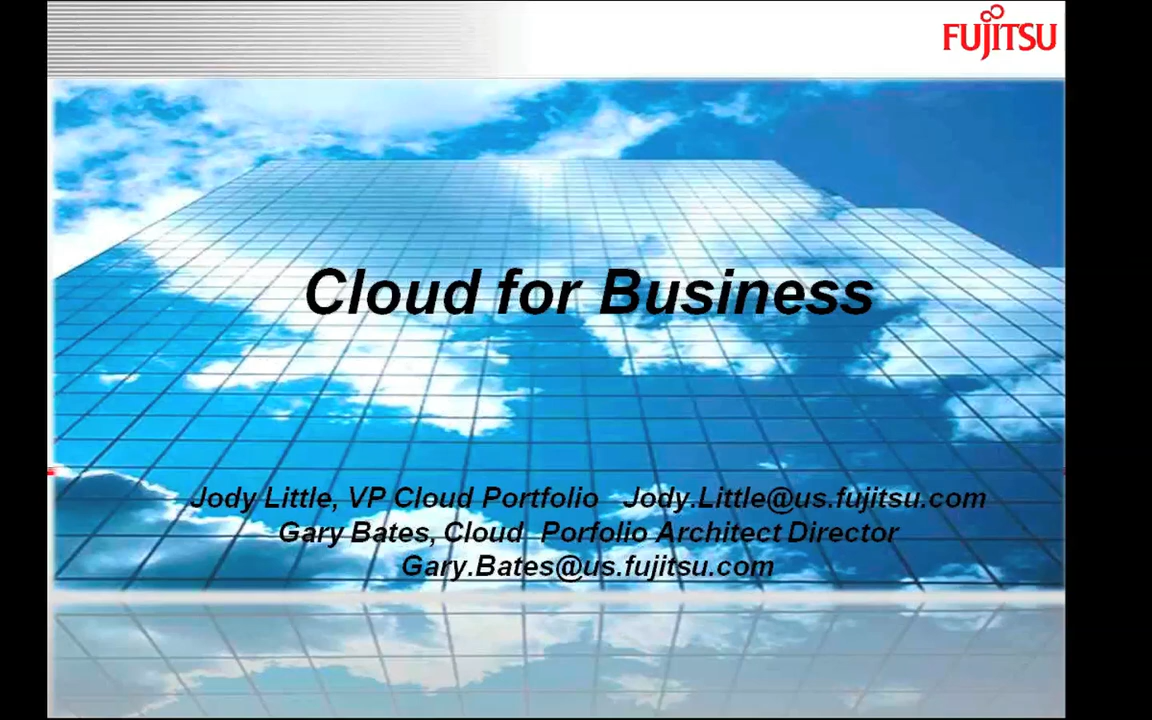 FUJITSU
Cloud for Business
Jody Little, VP Cloud Portfolio Jody.Little@us.fujitsu.com
Gary Bates, Cloud Porfolio Architect Director
Gary.Bates@us.fujitsu.com